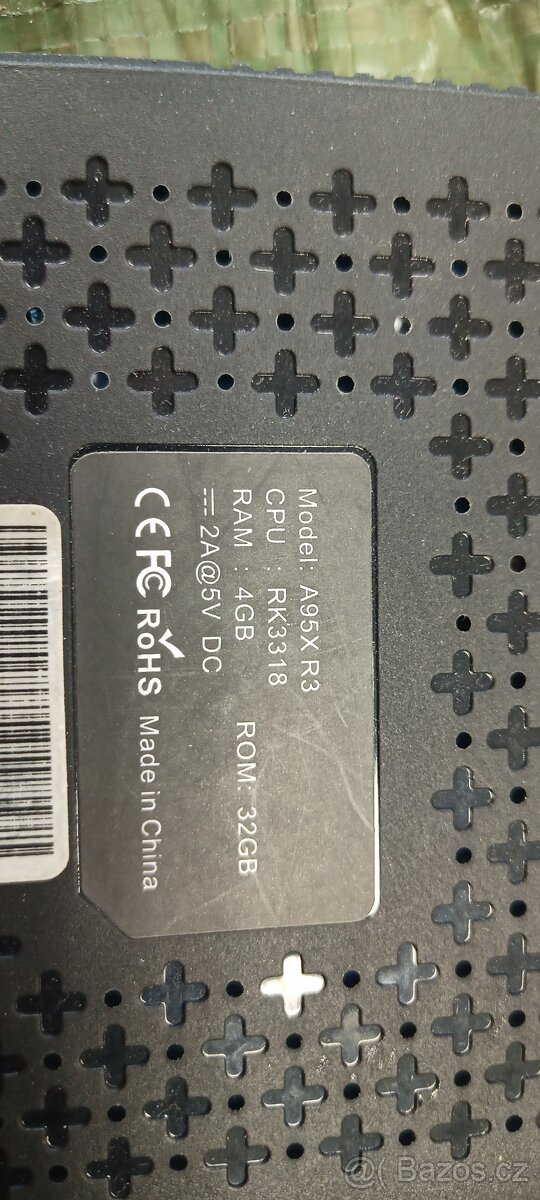 Model: A95X R3
CPU : RK3318
RAM : 4GB ROM: 32GB
⎓ 2A@5V DC
CE FC RoHS Made in China
@( Bazos.cz